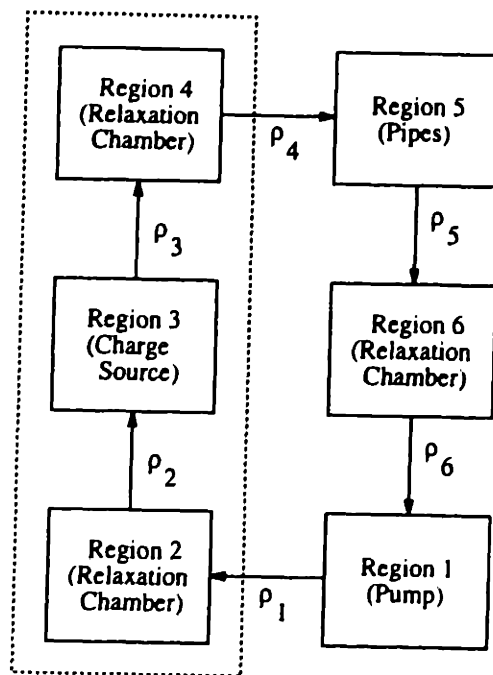 Region 4
(Relaxation
Chamber)
ρ4
Region 5
(Pipes)
ρ3
ρ5
Region 3
(Charge
Source)
Region 6
(Relaxation
Chamber)
ρ2
ρ6
Region 2
(Relaxation
Chamber)
ρ1
Region 1
(Pump)